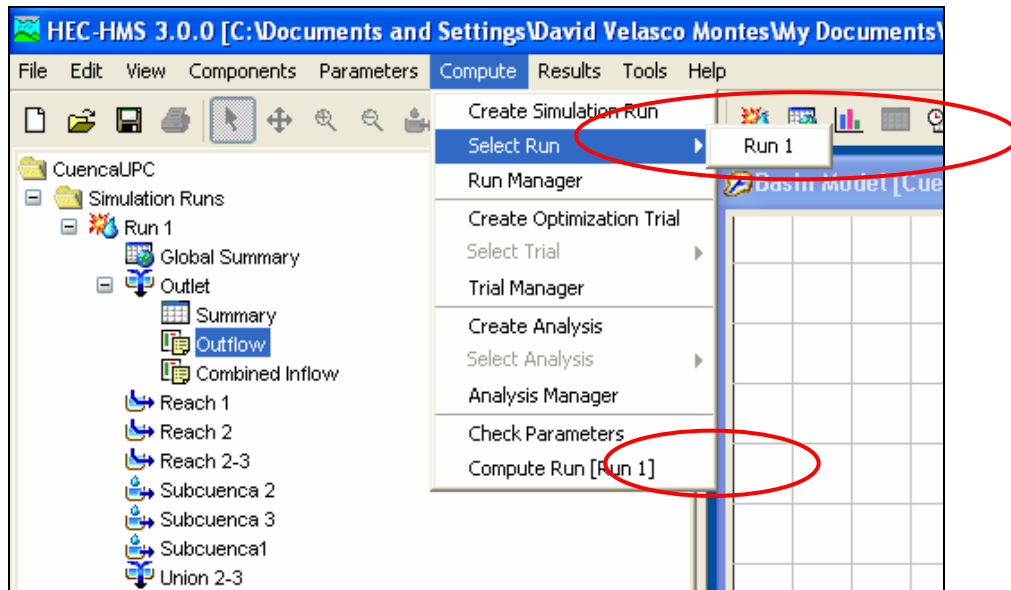 HEC-HMS 3.0.0 [C:\Documents and Settings\David Velasco Montes\My Documents\
File Edit View Components Parameters Compute Results Tools Help
Create Simulation Run
Select Run
Run 1
Run Manager
Create Optimization Trial
Select Trial
Trial Manager
Create Analysis
Select Analysis
Analysis Manager
Check Parameters
Compute Run [Run 1]
CuencaUPC
Simulation Runs
Run 1
Global Summary
Outlet
Summary
Outflow
Combined Inflow
Reach 1
Reach 2
Reach 2-3
Subcuenca 2
Subcuenca 3
Subcuenca1
Union 2-3
Basin Model [Cue